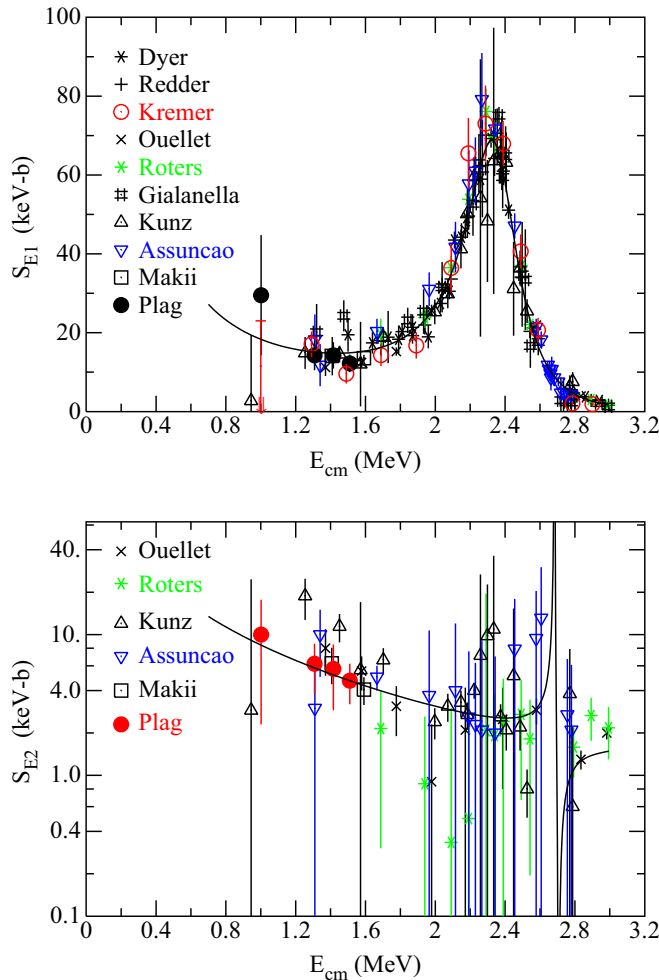 100
80
60
40
20
0
S_E1 (keV-b)
Dyer
Redder
Kremer
Ouellet
Roters
Gialanella
Kunz
Assuncao
Makii
Plag
0 0.4 0.8 1.2 1.6 2 2.4 2.8 3.2
E_cm (MeV)
40.
10.
4.0
1.0
0.4
0.1
S_E2 (keV-b)
Ouellet
Roters
Kunz
Assuncao
Makii
Plag
0 0.4 0.8 1.2 1.6 2 2.4 2.8 3.2
E_cm (MeV)